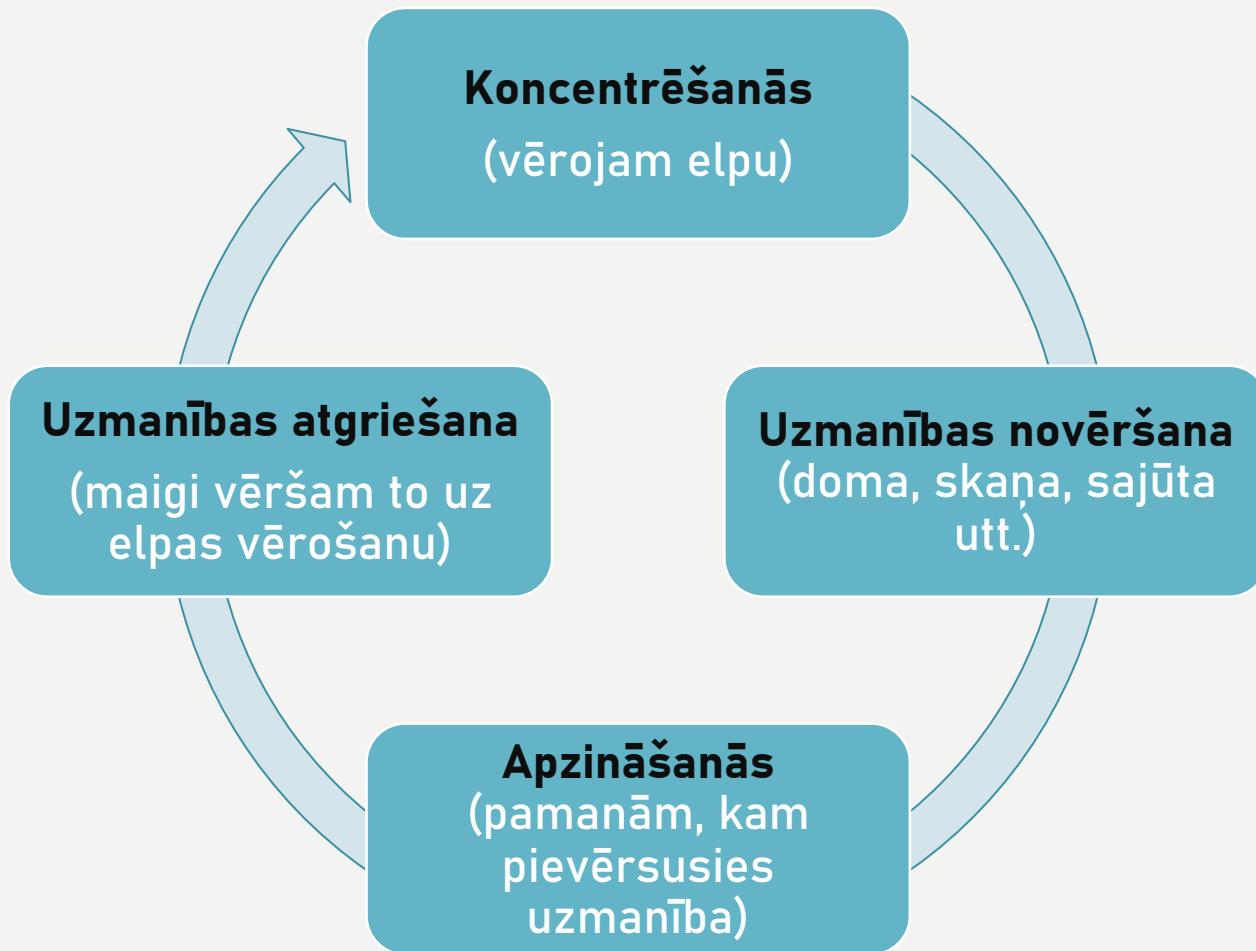 Koncentrēšanās
(vērojam elpu)
Uzmanības novēršana
(doma, skaņa, sajūta
utt.)
Apzināšanās
(pamanām, kam
pievērsusies
uzmanība)
Uzmanības atgriešana
(maigi vēršam to uz
elpas vērošanu)